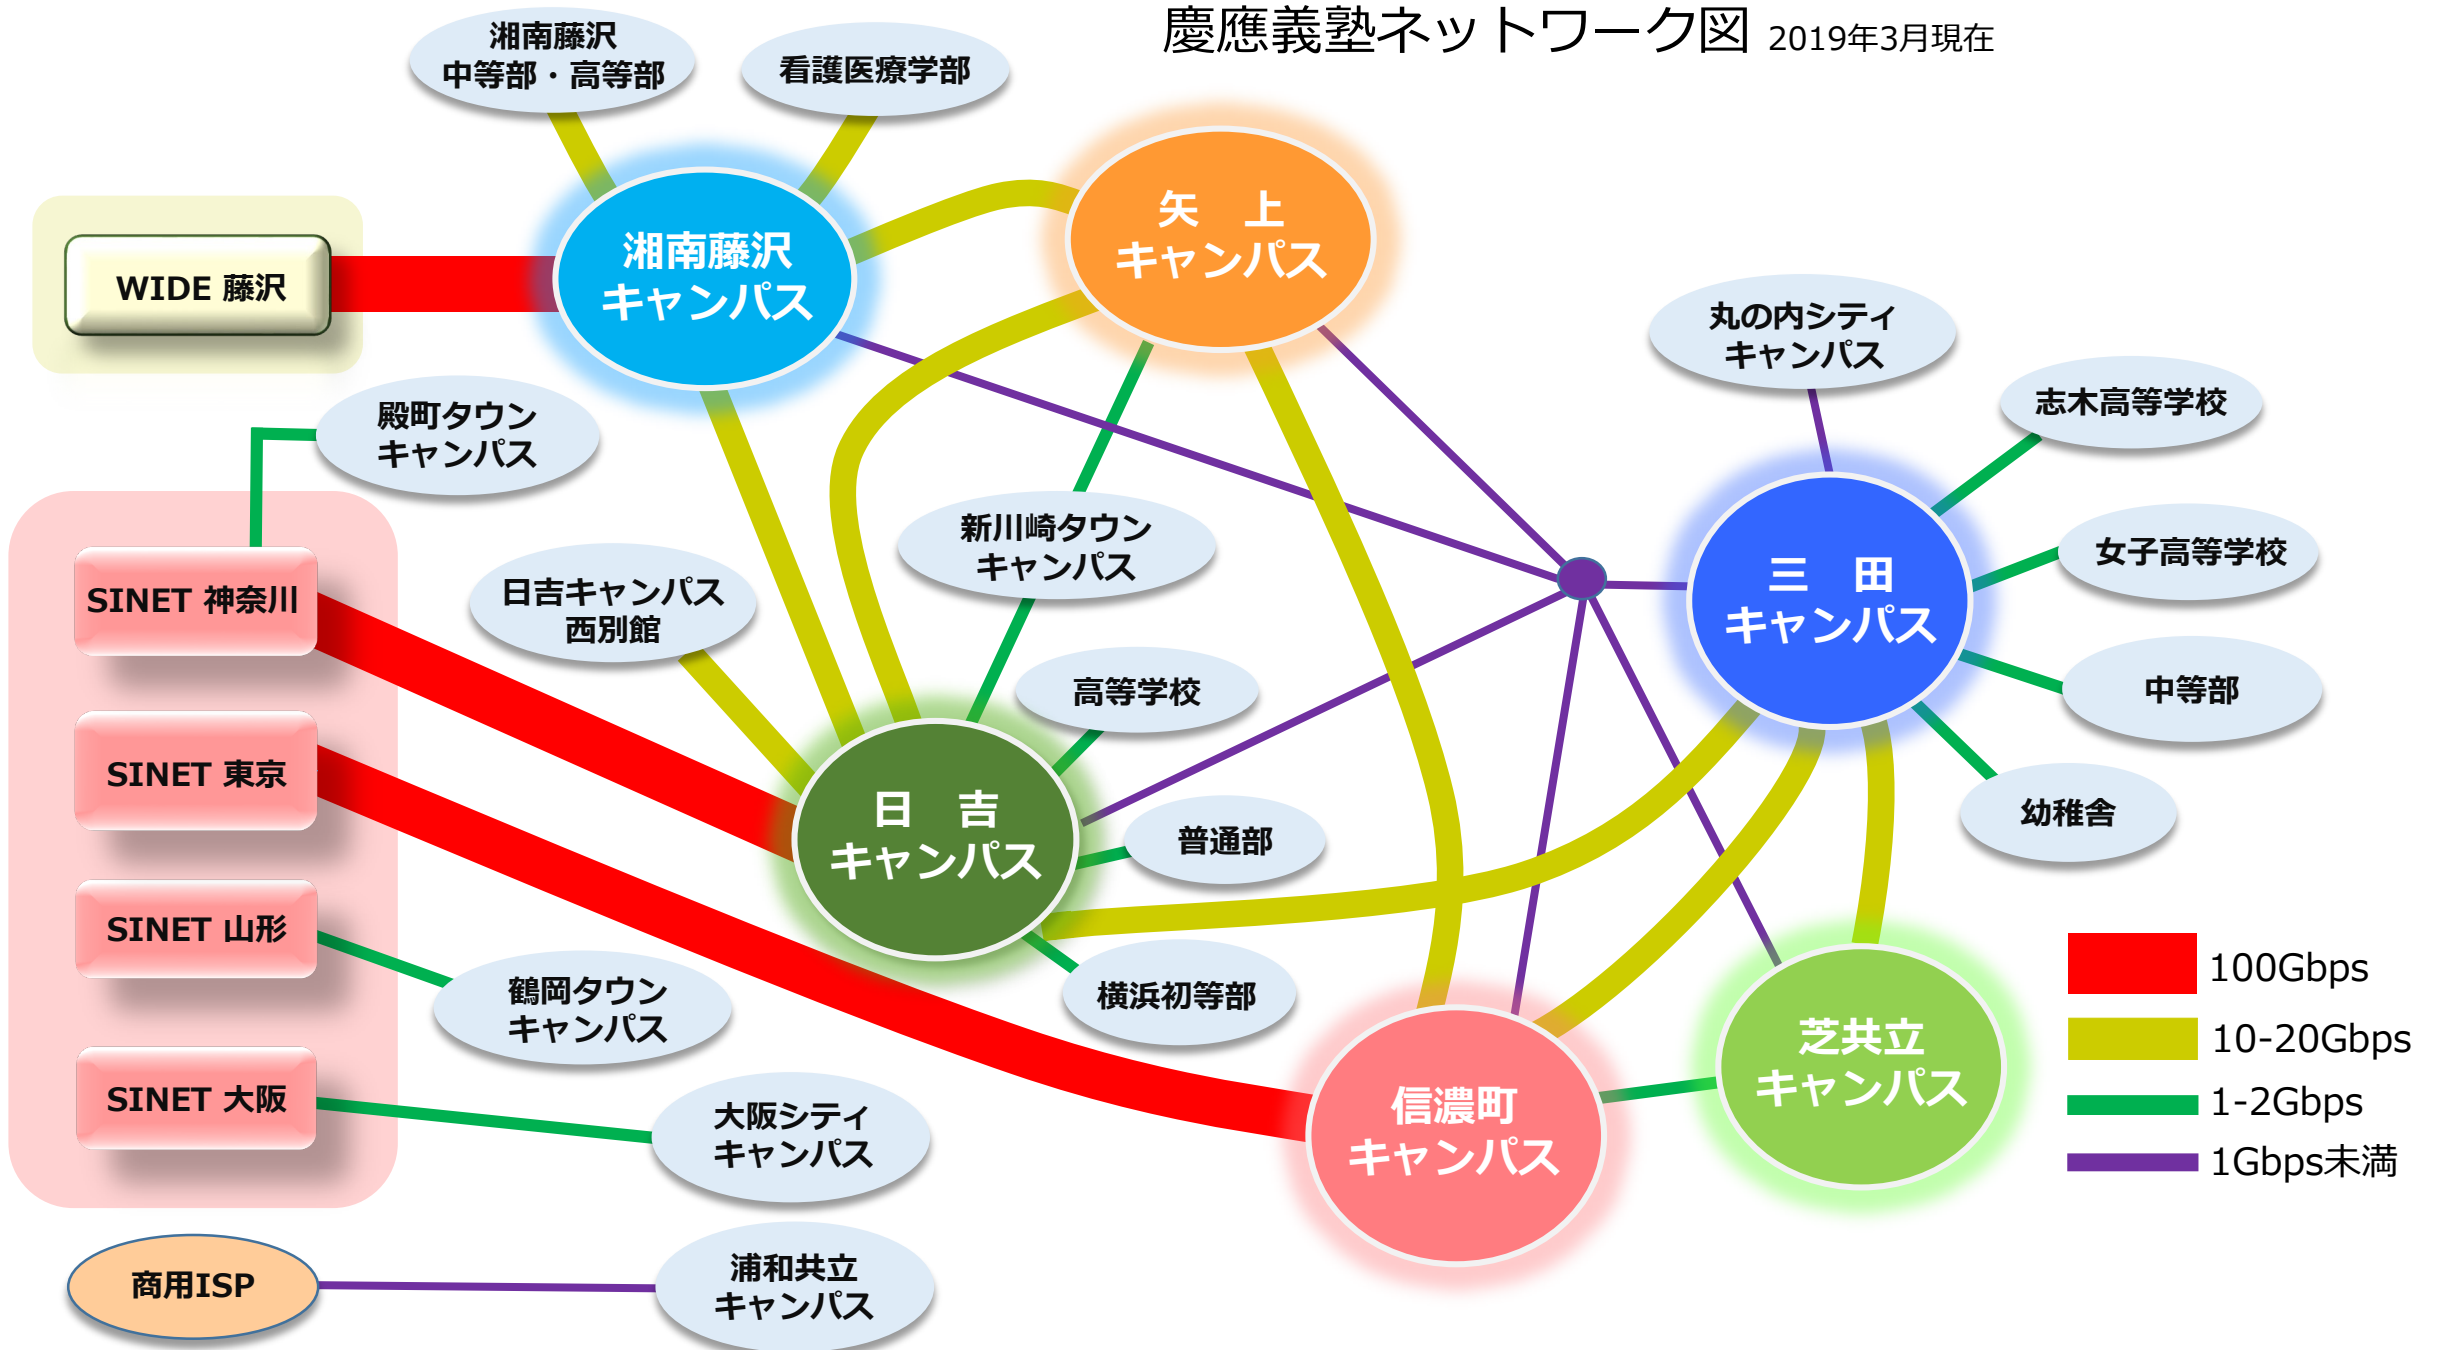 慶應義塾ネットワーク図 2019年3月現在
湘南藤沢
中等部・高等部
看護医療学部
矢　上
キャンパス
湘南藤沢
キャンパス
WIDE 藤沢
丸の内シティ
キャンパス
志木高等学校
殿町タウン
キャンパス
新川崎タウン
キャンパス
女子高等学校
SINET 神奈川
日吉キャンパス
西別館
三　田
キャンパス
高等学校
中等部
SINET 東京
日　吉
キャンパス
普通部
幼稚舎
SINET 山形
鶴岡タウン
キャンパス
横浜初等部
100Gbps
10-20Gbps
1-2Gbps
1Gbps未満
芝共立
キャンパス
信濃町
キャンパス
SINET 大阪
大阪シティ
キャンパス
商用ISP
浦和共立
キャンパス